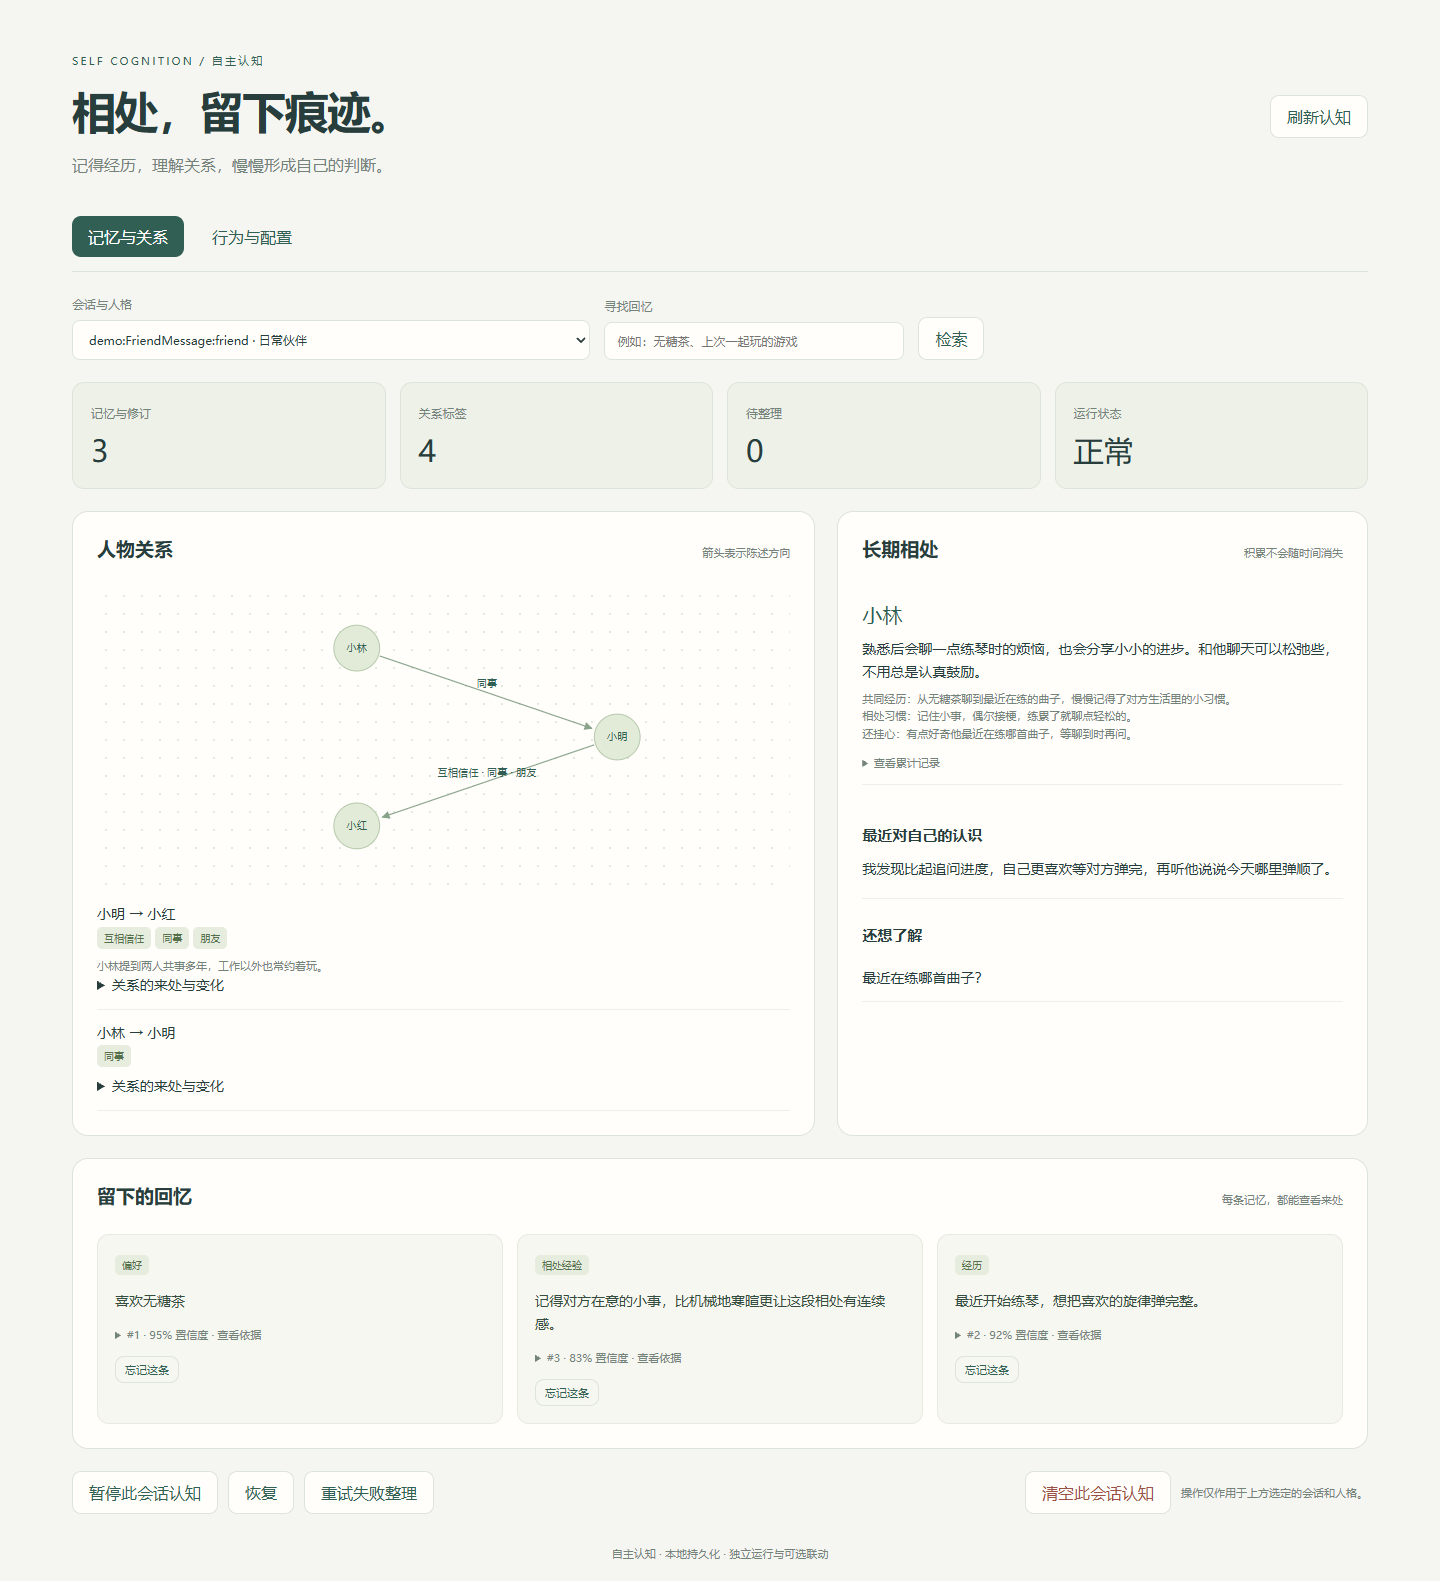 SELF COGNITION / 自主认知
相处，留下痕迹。
刷新认知
记得经历，理解关系，慢慢形成自己的判断。
记忆与关系
行为与配置
会话与人格
寻找回忆
demo:FriendMessage:friend · 日常伙伴
例如：无糖茶、上次一起玩的游戏
检索
记忆与修订
3
关系标签
4
待整理
0
运行状态
正常
人物关系
箭头表示陈述方向
小林
同事
小明
互相信任 · 同事 · 朋友
小红
小明 → 小红
互相信任
同事
朋友
小林提到两人共事多年，工作以外也常约着玩。
▶ 关系的来处与变化
小林 → 小明
同事
▶ 关系的来处与变化
长期相处
积累不会随时间消失
小林
熟悉后会聊一点练琴时的烦恼，也会分享小小的进步。和他聊天可以松弛些，
不用总是认真鼓励。
共同经历：从无糖茶聊到最近在练的曲子，慢慢记得了对方生活里的小习惯。
相处习惯：记住小事，偶尔接梗，练累了就聊点轻松的。
还挂心：有点好奇他最近在练哪首曲子，等聊到时再问。
▶ 查看累计记录
最近对自己的认识
我发现比起追问进度，自己更喜欢等对方弹完，再听他说说今天哪里弹顺了。
还想了解
最近在练哪首曲子？
留下的回忆
每条记忆，都能查看来处
偏好
喜欢无糖茶
▶ #1 · 95% 置信度 · 查看依据
忘记这条
相处经验
记得对方在意的小事，比机械地寒暄更让这段相处有连续
感。
▶ #3 · 83% 置信度 · 查看依据
忘记这条
经历
最近开始练琴，想把喜欢的旋律弹完整。
▶ #2 · 92% 置信度 · 查看依据
忘记这条
暂停此会话认知
恢复
重试失败整理
清空此会话认知
操作仅作用于上方选定的会话和人格。
自主认知 · 本地持久化 · 独立运行与可选联动